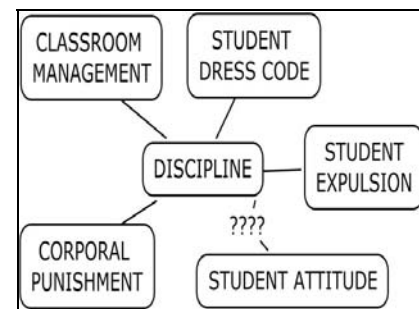 CLASSROOM
MANAGEMENT
STUDENT
DRESS CODE
DISCIPLINE
STUDENT
EXPULSION
????
CORPORAL
PUNISHMENT
STUDENT ATTITUDE